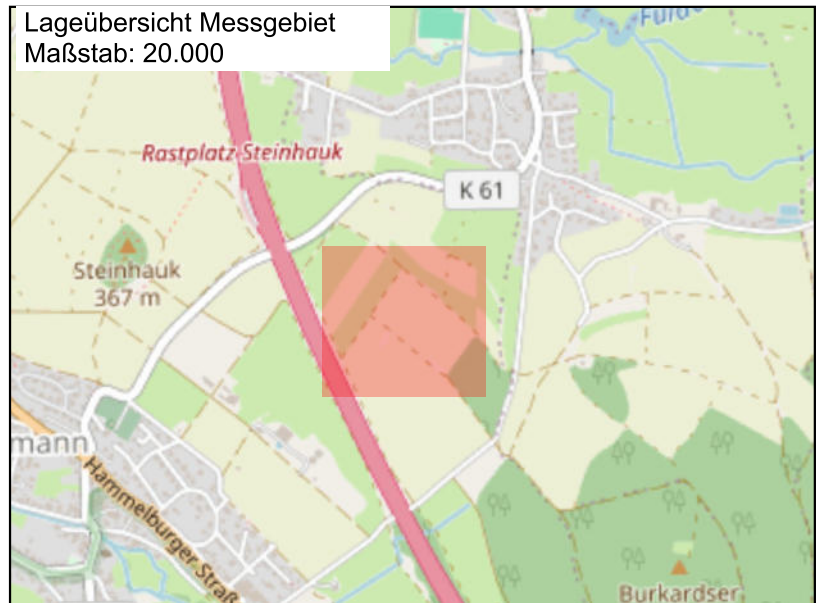 Lageübersicht Messgebiet
Maßstab: 20.000
Rastplatz Steinhauk
K 61
Steinhauk
367 m
mann
Hammelburger Straß
Burkardser